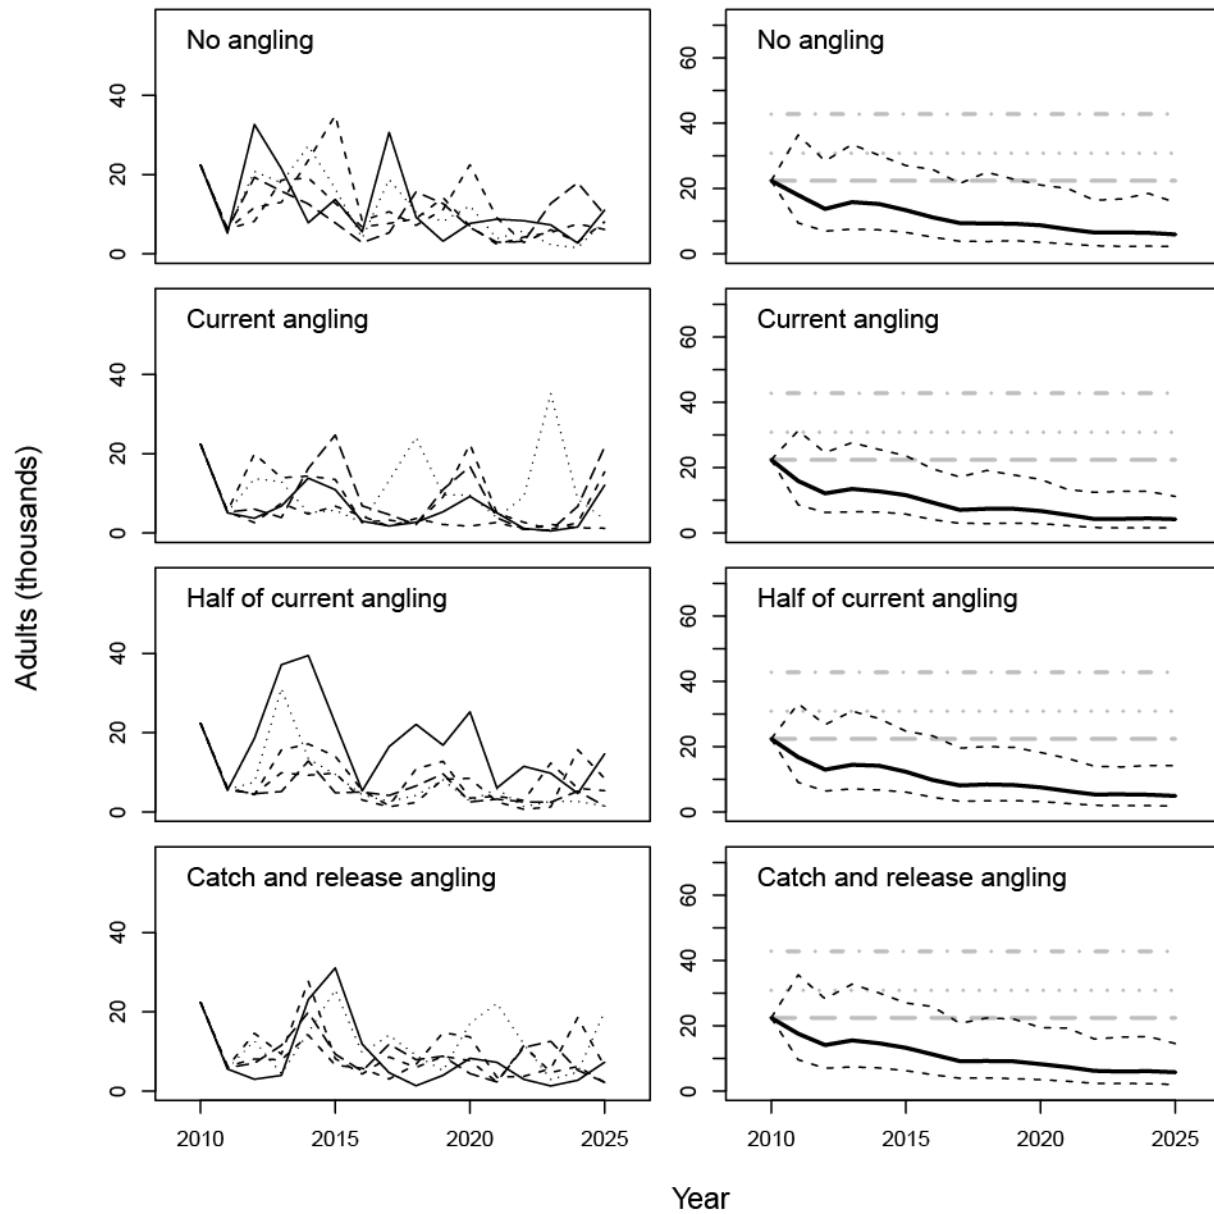 No angling
0 20 40
No angling
0 20 40 60
Current angling
0 20 40
Current angling
0 20 40 60
Adults (thousands)
Half of current angling
0 20 40
Half of current angling
0 20 40 60
Catch and release angling
0 20 40
Catch and release angling
0 20 40 60
2010 2015 2020 2025
2010 2015 2020 2025
Year